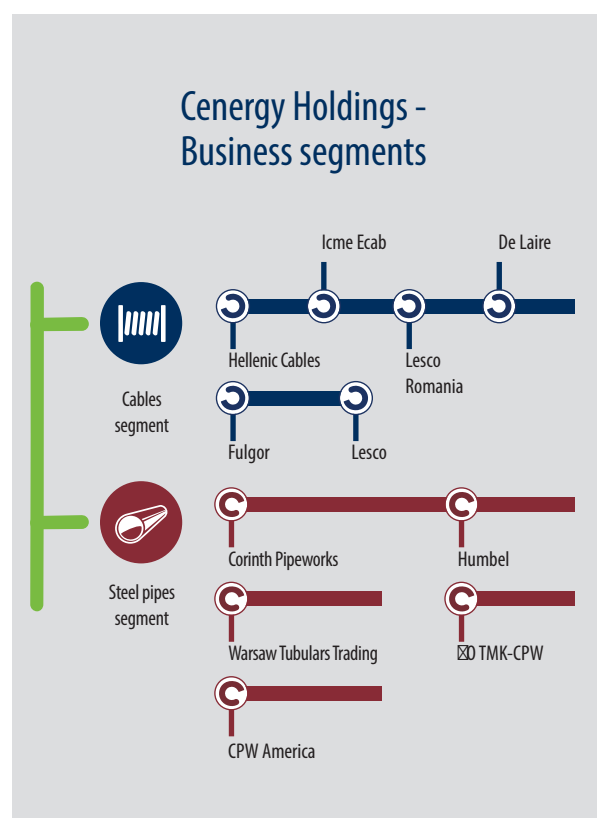 Cenergy Holdings -
Business segments
Icme Ecab
De Laire
Hellenic Cables
Lesco
Romania
Cables
segment
Fulgor
Lesco
Corinth Pipeworks
Humbel
Steel pipes
segment
Warsaw Tubulars Trading
TMK-CPW
CPW America